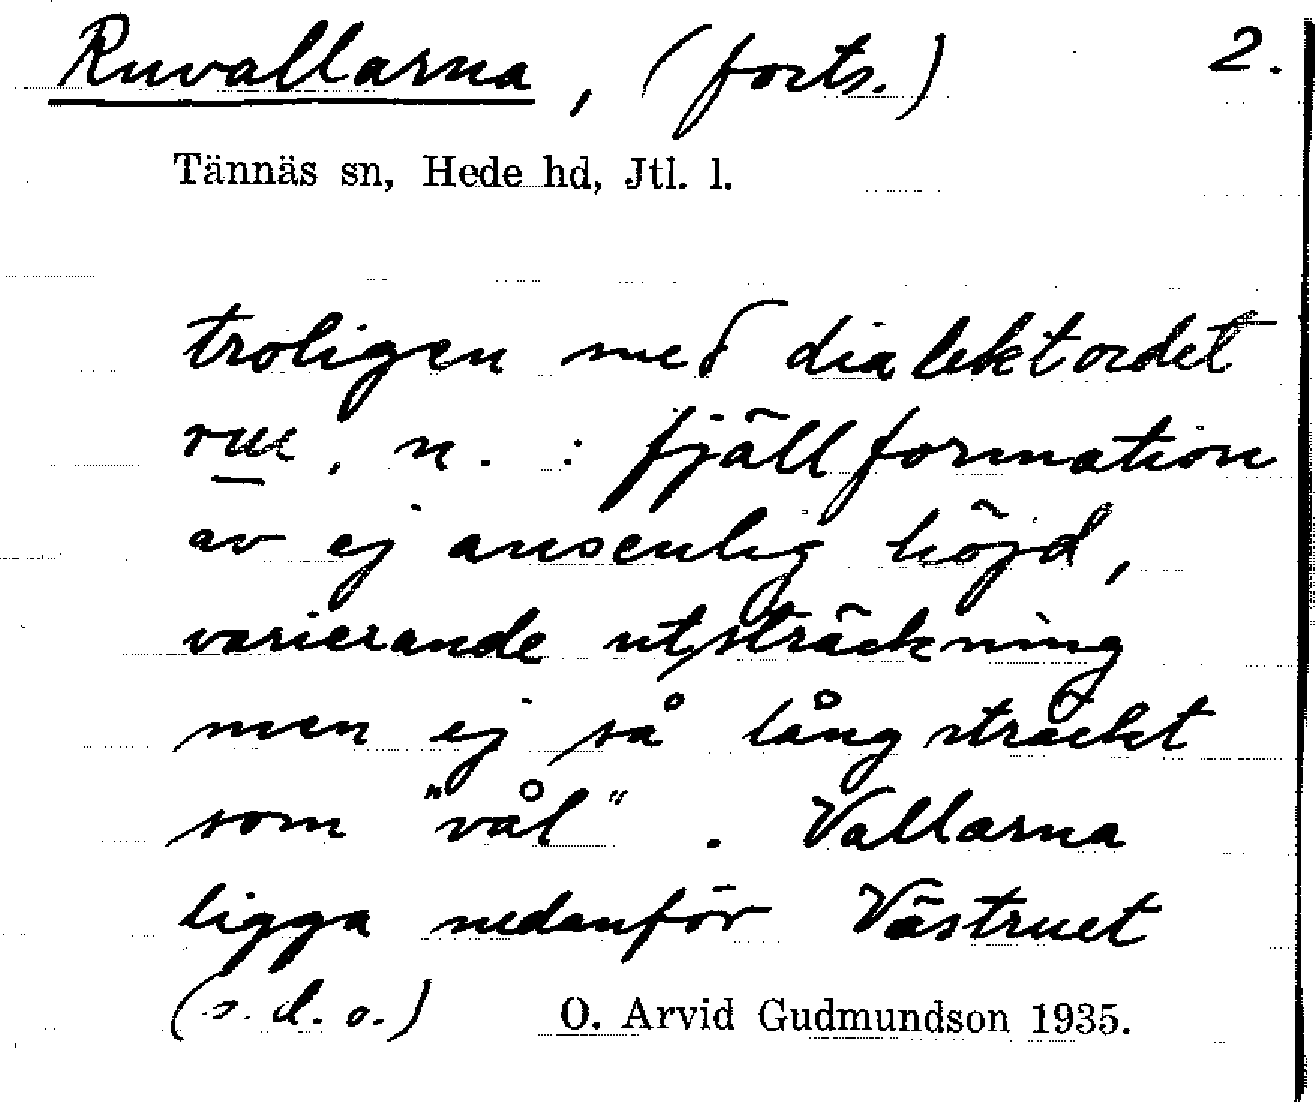 Ruvallarna, (forts.) 2.
Tännäs sn, Hede hd, Jtl. l.
troligen med dialektordet
ru, n. : fjällformation
av ej ansenlig höjd,
varierande utsträckning
men ej så långsträckt
som "vål". Vallarna
ligga nedanför Västruet
(s.d.o.) O. Arvid Gudmundson 1935.